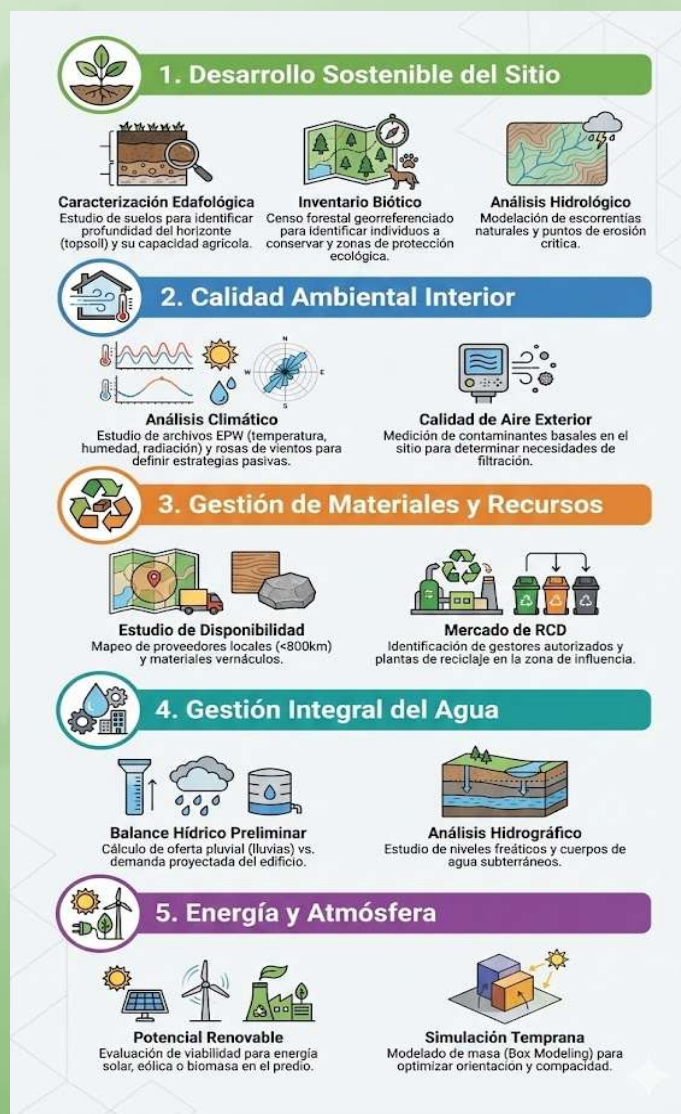 1. Desarrollo Sostenible del Sitio
Caracterización Edafológica
Estudio de suelos para identificar
profundidad del horizonte
(topsoil) y su capacidad agrícola.
Inventario Biótico
Censo forestal georreferenciado
para identificar individuos a
conservar y zonas de protección
ecológica.
Análisis Hidrológico
Modelación de escorrentías
naturales y puntos de erosión
critica.
2. Calidad Ambiental Interior
N
W
E
S
Análisis Climático
Estudio de archivos EPW (temperatura,
humedad, radiación) y rosas de vientos para
definir estrategias pasivas.
Calidad de Aire Exterior
Medición de contaminantes basales en el
sitio para determinar necesidades de
filtración.
3. Gestión de Materiales y Recursos
Estudio de Disponibilidad
Mapeo de proveedores locales (<800km)
y materiales vernáculos.
Mercado de RCD
Identificación de gestores autorizados y
plantas de reciclaje en la zona de influencia.
4. Gestión Integral del Agua
Balance Hídrico Preliminar
Cálculo de oferta pluvial (lluvias) vs.
demanda proyectada del edificio.
Análisis Hidrográfico
Estudio de niveles freáticos y cuerpos de
agua subterráneos.
5. Energía y Atmósfera
Potencial Renovable
Evaluación de viabilidad para energía
solar, eólica o biomasa en el predio.
Simulación Temprana
Modelado de masa (Box Modeling) para
optimizar orientación y compacidad.